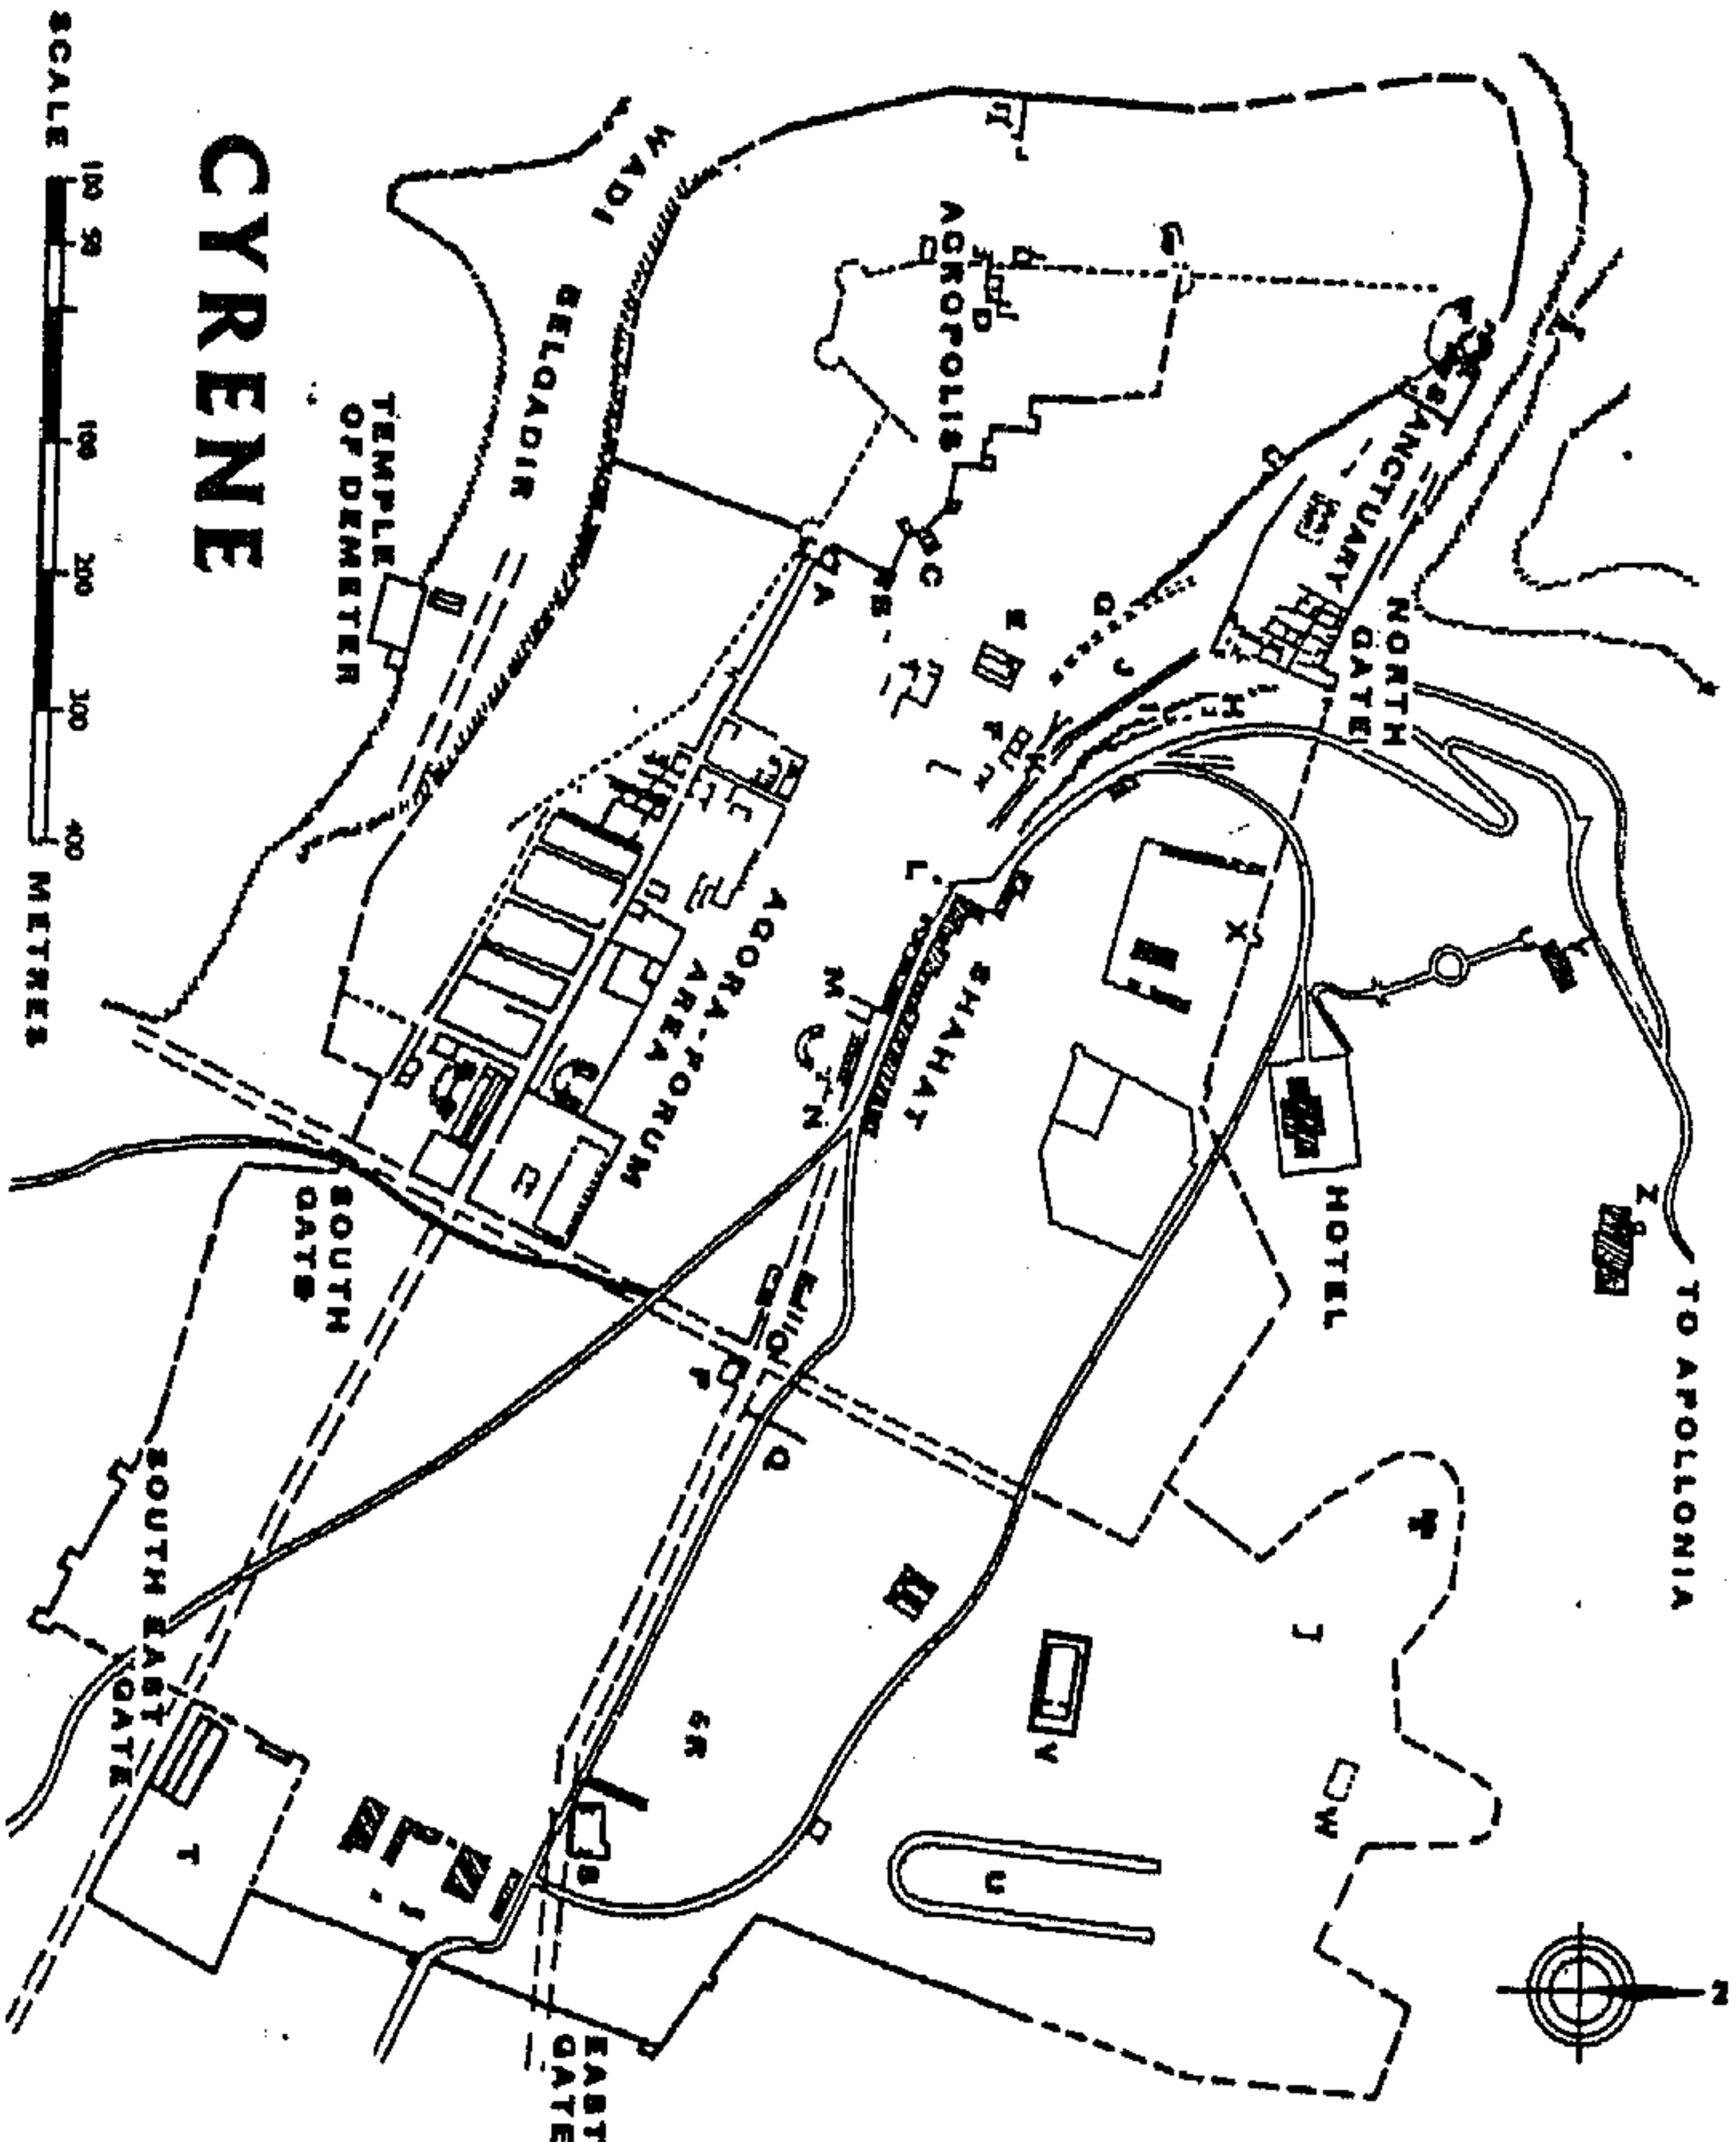 CYRENE
SCALE 100 50 100 200 300 400 METRES
WADI BELGADIR
TEMPLE
OF DEMETER
ACROPOLIS
SANCTUARY
NORTH
GATE
AGORA-FORUM
AREA
SHAHAT
HOTEL
TO APOLLONIA
SOUTH
GATE
SOUTH EAST
GATE
EAST
GATE
N
A
B
C
D
E
F
G
J
H
L
M
N
O
P
Q
R
S
T
U
V
W
X
Z